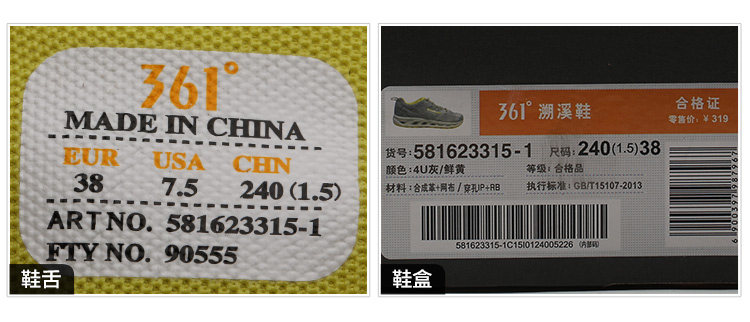 361°
MADE IN CHINA
EUR USA CHN
38 7.5 240 (1.5)
ART NO. 581623315-1
FTY NO. 90555
鞋舌
361° 溯溪鞋
合格证
零售价：¥ 319
货号：581623315-1 尺码：240(1.5)38
颜色：4U灰/鲜黄 等级：合格品
材料：合成革+网布 / 穿孔IP+RB 执行标准：GB/T15107-2013
581623315-1C15I0124005226 (内部码)
鞋盒